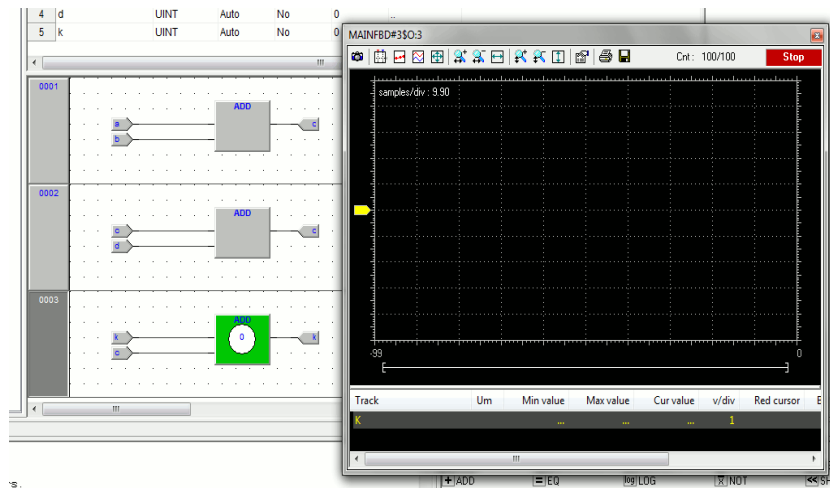 4 d UINT Auto No 0 ..
5 k UINT Auto No 0
0001
ADD
a
b
c
0002
ADD
c
d
c
0003
ADD
0
k
c
k
MAINFBD#3$O:3
Cnt : 100/100
Stop
samples/div : 9.90
-99
0
Track Um Min value Max value Cur value v/div Red cursor
K ... ... ... 1
rs.
ADD
EQ
log LOG
NOT